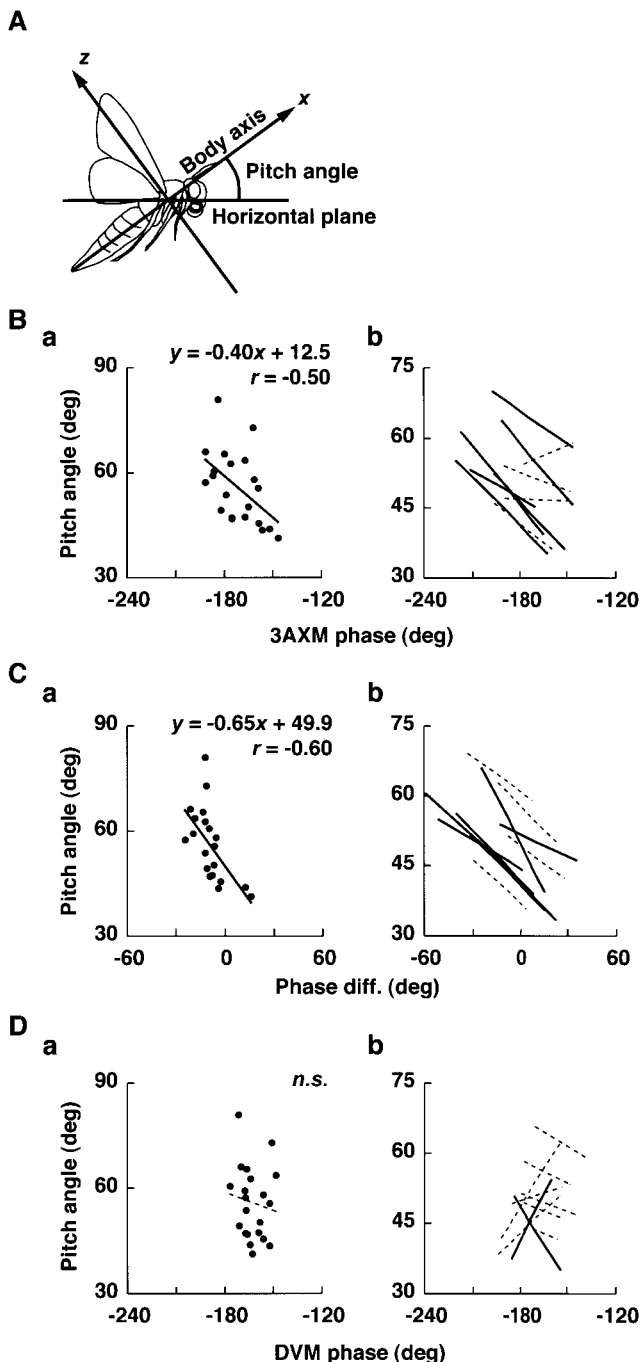 A
z
x
Body axis
Pitch angle
Horizontal plane
B
a
b
y = -0.40x + 12.5
r = -0.50
90
60
30
Pitch angle (deg)
-240
-180
-120
75
60
45
30
-240
-180
-120
3AXM phase (deg)
C
a
b
y = -0.65x + 49.9
r = -0.60
90
60
30
Pitch angle (deg)
-60
0
60
75
60
45
30
-60
0
60
Phase diff. (deg)
D
a
b
n.s.
90
60
30
Pitch angle (deg)
-240
-180
-120
75
60
45
30
-240
-180
-120
DVM phase (deg)